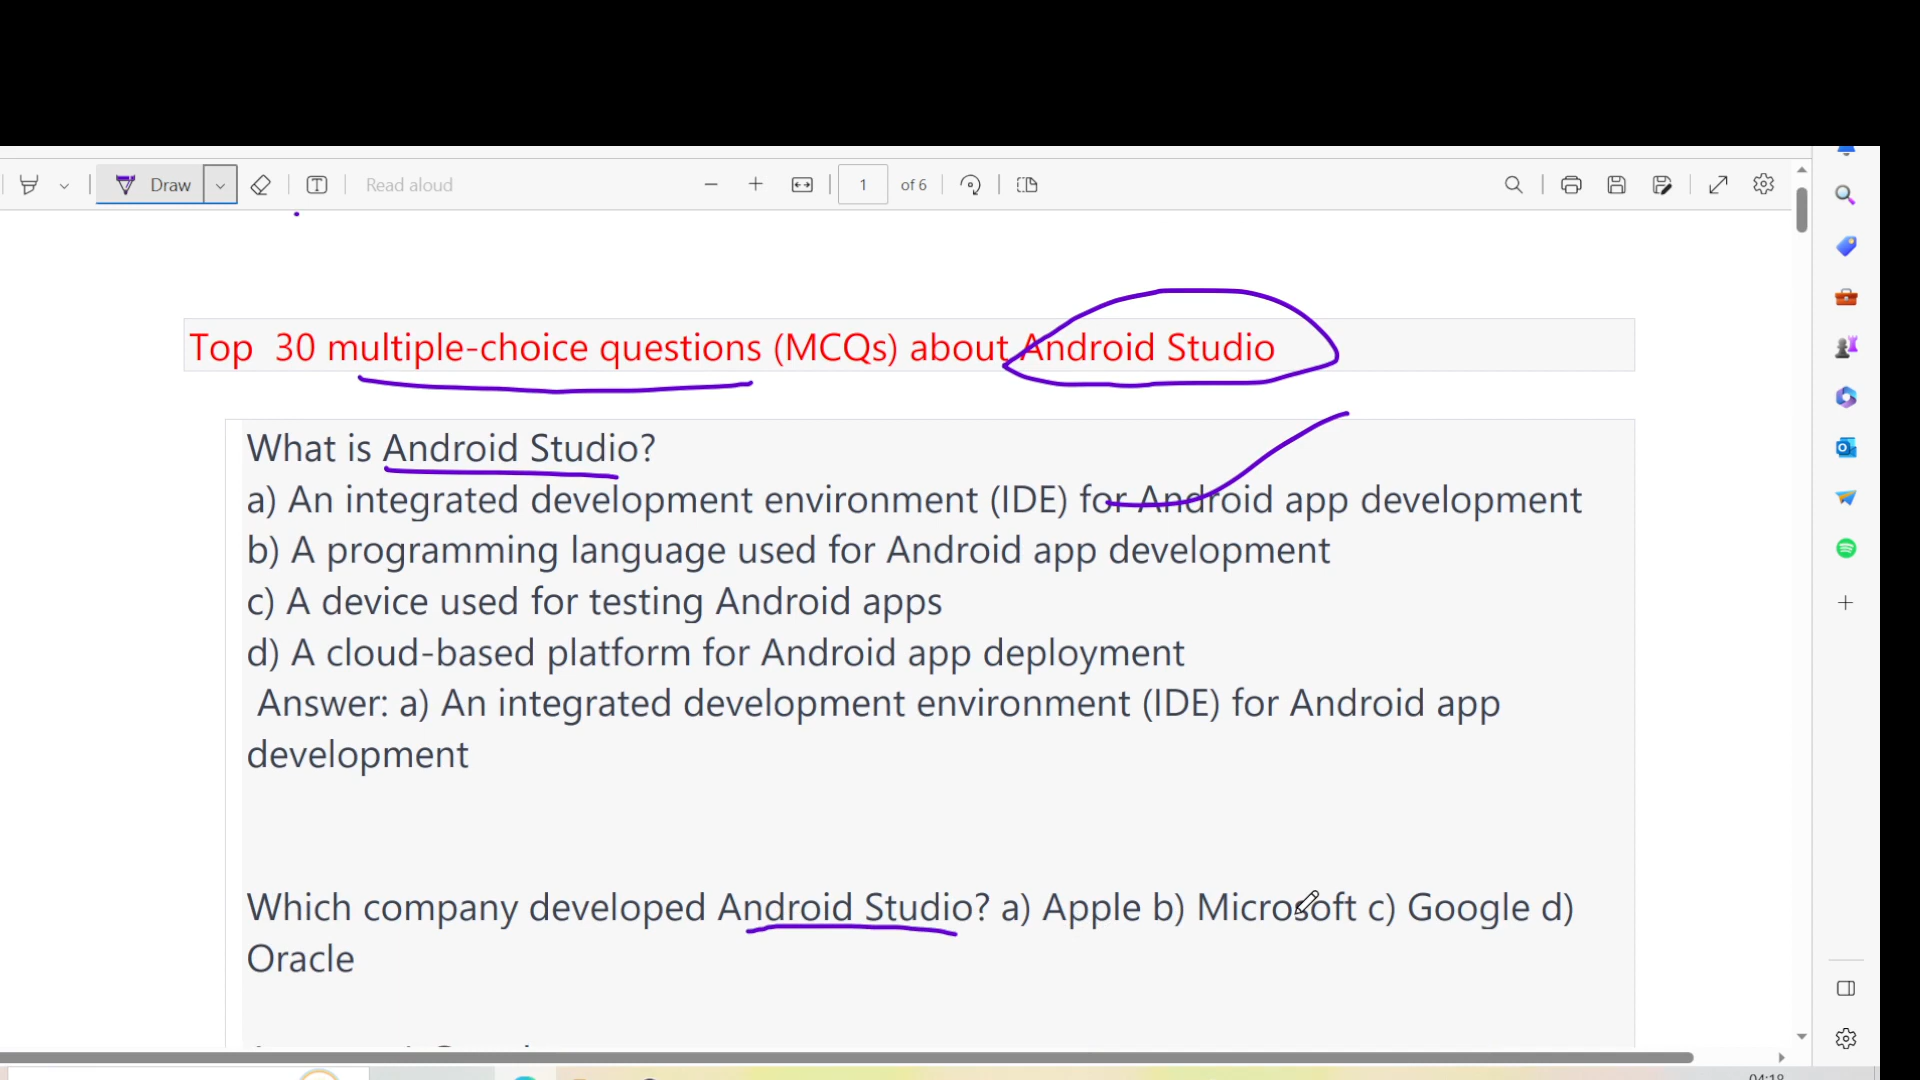 Draw
Read aloud
1 of 6
Top 30 multiple-choice questions (MCQs) about Android Studio
What is Android Studio?
a) An integrated development environment (IDE) for Android app development
b) A programming language used for Android app development
c) A device used for testing Android apps
d) A cloud-based platform for Android app deployment
Answer: a) An integrated development environment (IDE) for Android app
development
Which company developed Android Studio? a) Apple b) Microsoft c) Google d)
Oracle